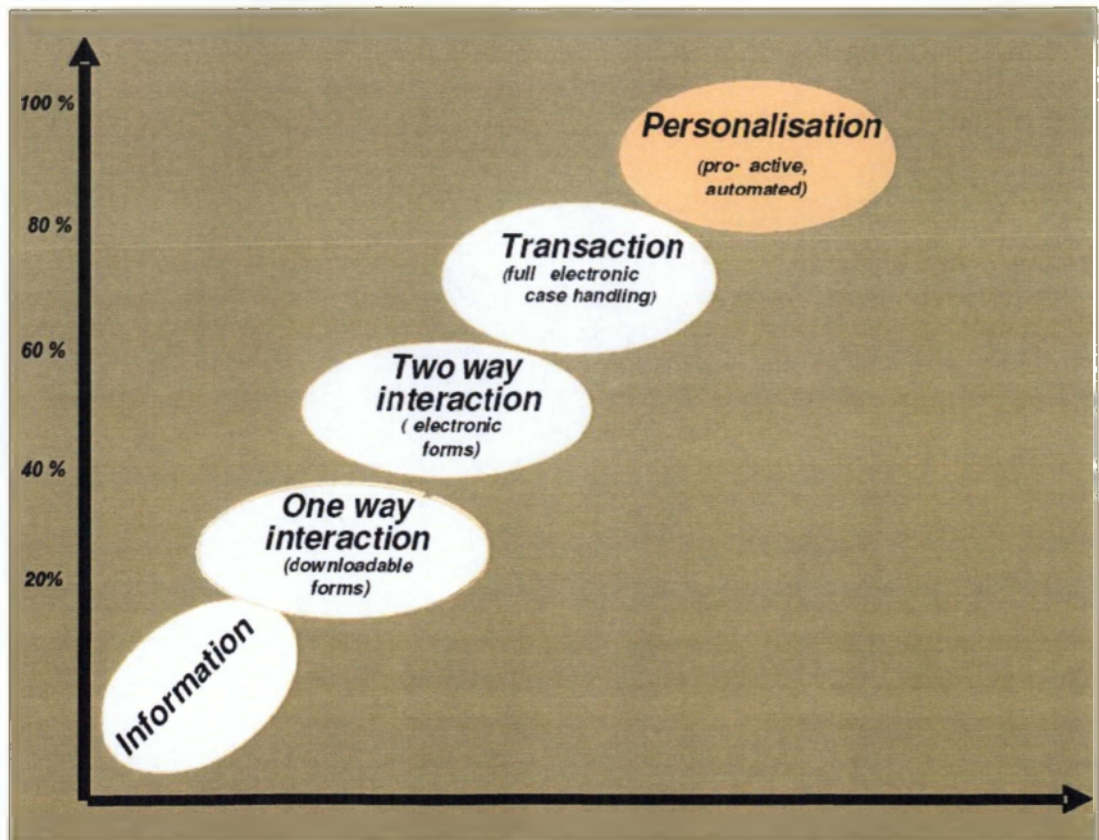 100 %
80 %
60 %
40 %
20%
Personalisation
(pro- active,
automated)
Transaction
(full electronic
case handling)
Two way
interaction
( electronic
forms)
One way
interaction
(downloadable
forms)
Information